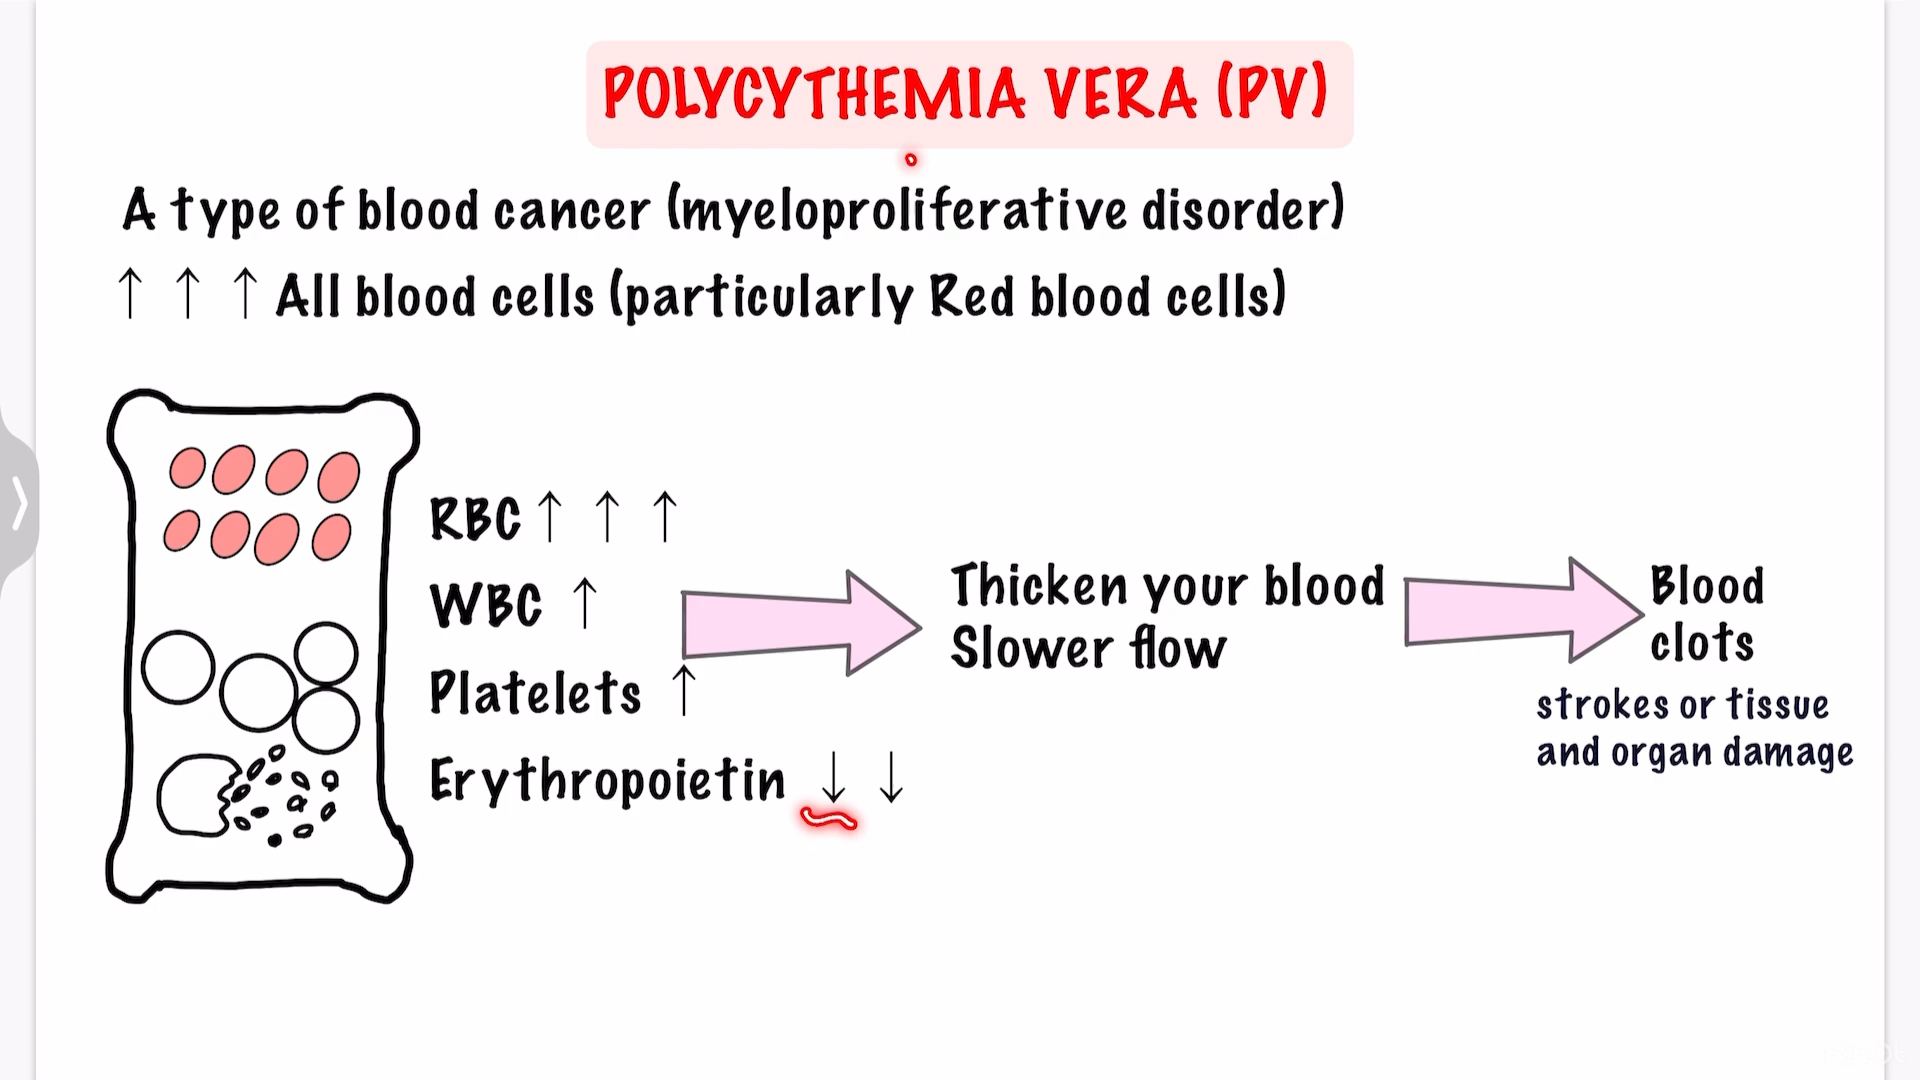 POLYCYTHEMIA VERA (PV)
A type of blood cancer (myeloproliferative disorder)
↑ ↑ ↑ All blood cells (particularly Red blood cells)
RBC ↑ ↑ ↑
WBC ↑
Platelets ↑
Erythropoietin ↓ ↓
Thicken your blood
Slower flow
Blood
clots
strokes or tissue
and organ damage